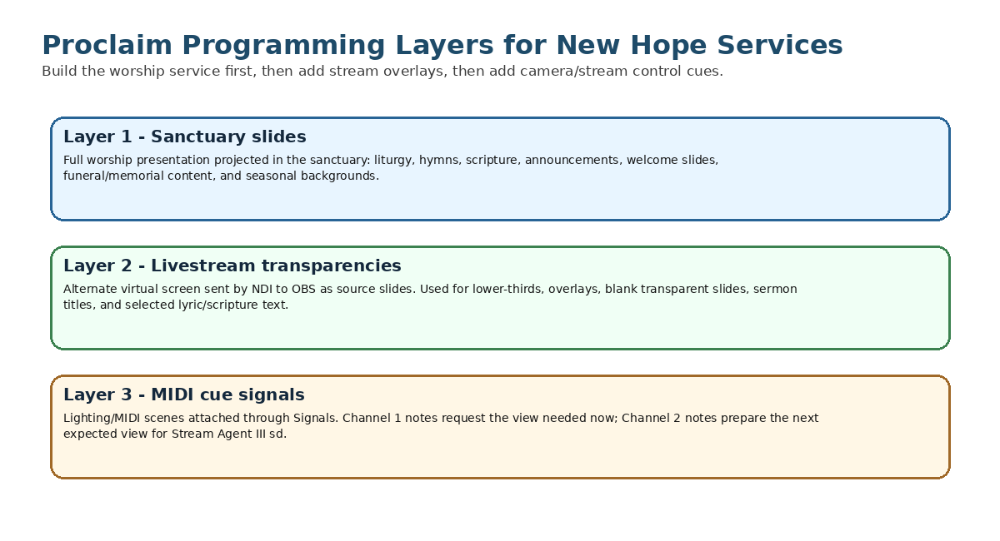 Proclaim Programming Layers for New Hope Services
Build the worship service first, then add stream overlays, then add camera/stream control cues.
Layer 1 - Sanctuary slides
Full worship presentation projected in the sanctuary: liturgy, hymns, scripture, announcements, welcome slides,
funeral/memorial content, and seasonal backgrounds.
Layer 2 - Livestream transparencies
Alternate virtual screen sent by NDI to OBS as source slides. Used for lower-thirds, overlays, blank transparent slides, sermon
titles, and selected lyric/scripture text.
Layer 3 - MIDI cue signals
Lighting/MIDI scenes attached through Signals. Channel 1 notes request the view needed now; Channel 2 notes prepare the next
expected view for Stream Agent III sd.